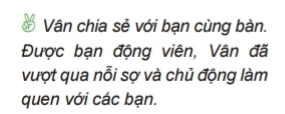 Vân chia sẻ với bạn cùng bàn.
Được bạn động viên, Vân đã
vượt qua nỗi sợ và chủ động làm
quen với các bạn.